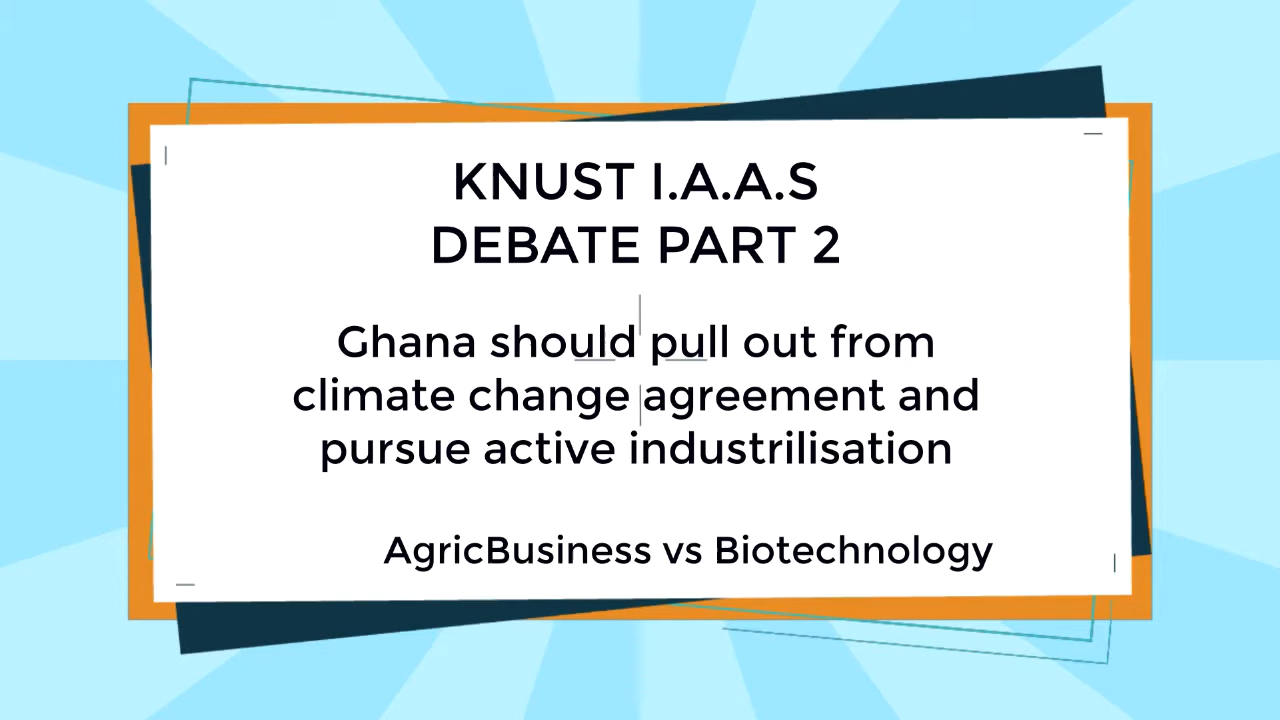 KNUST I.A.A.S
DEBATE PART 2
Ghana should pull out from
climate change agreement and
pursue active industrilisation
AgricBusiness vs Biotechnology